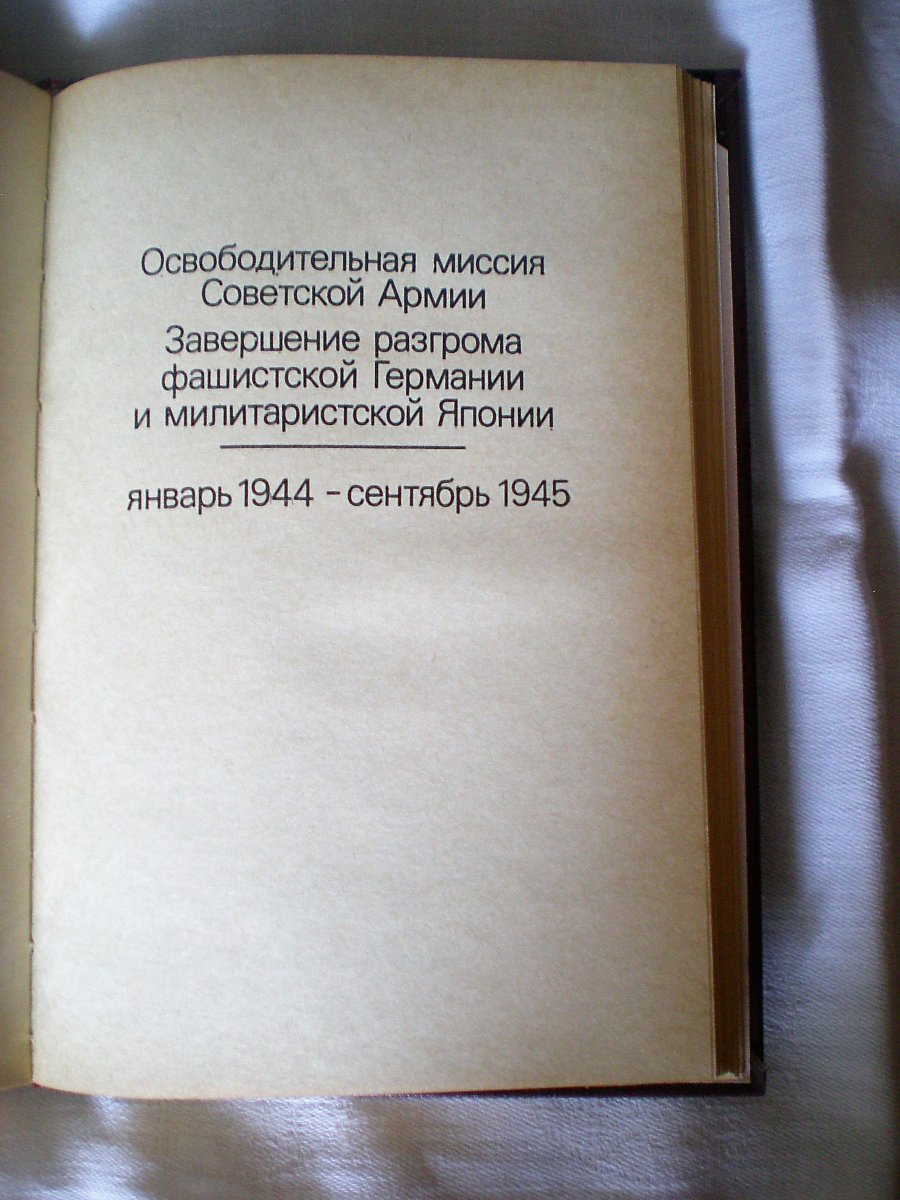 Освободительная миссия
Советской Армии
Завершение разгрома
фашистской Германии
и милитаристской Японии
январь 1944 – сентябрь 1945